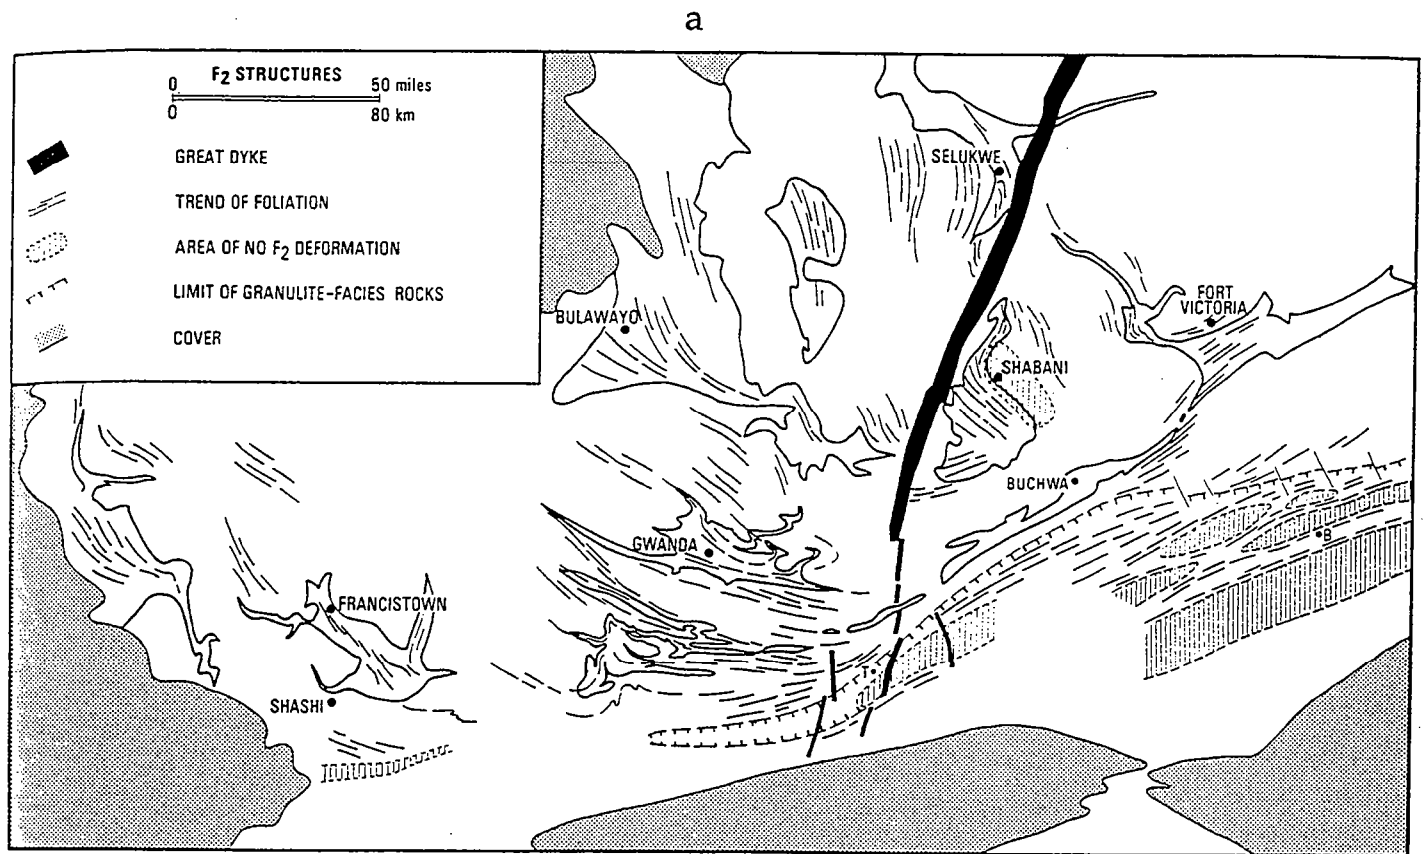 a
F2 STRUCTURES
0 50 miles
0 80 km
GREAT DYKE
TREND OF FOLIATION
AREA OF NO F2 DEFORMATION
LIMIT OF GRANULITE-FACIES ROCKS
COVER
SELUKWE
FORT
VICTORIA
BULAWAYO
SHABANI
BUCHWA
GWANDA
B
FRANCISTOWN
SHASHI